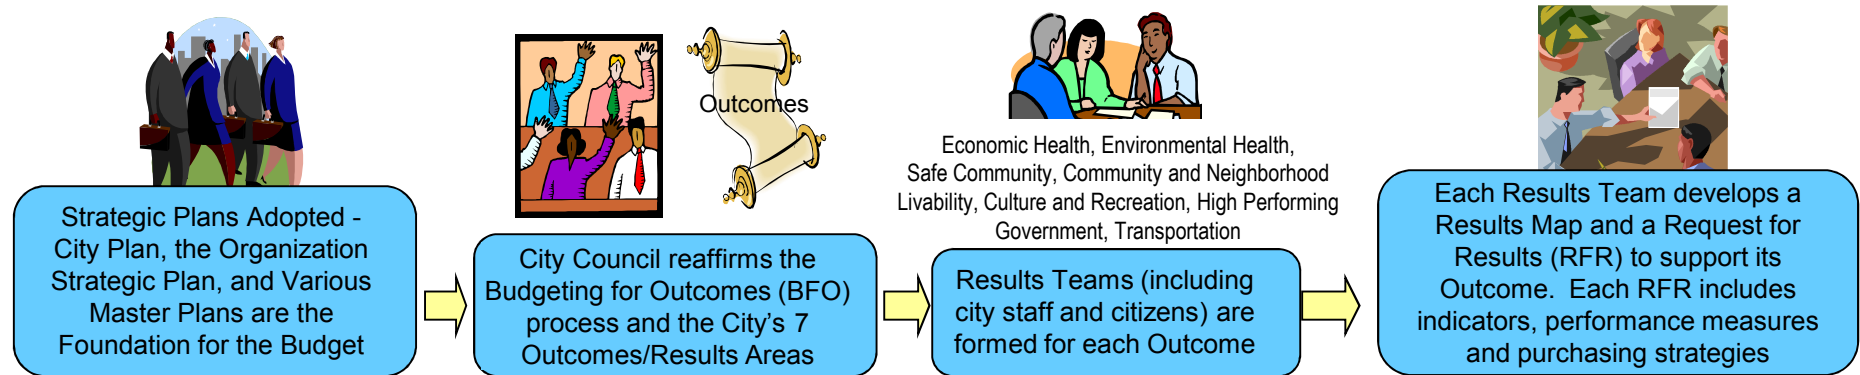 Strategic Plans Adopted -
City Plan, the Organization
Strategic Plan, and Various
Master Plans are the
Foundation for the Budget
Outcomes
City Council reaffirms the
Budgeting for Outcomes (BFO)
process and the City's 7
Outcomes/Results Areas
Economic Health, Environmental Health,
Safe Community, Community and Neighborhood
Livability, Culture and Recreation, High Performing
Government, Transportation
Results Teams (including
city staff and citizens) are
formed for each Outcome
Each Results Team develops a
Results Map and a Request for
Results (RFR) to support its
Outcome.  Each RFR includes
indicators, performance measures
and purchasing strategies